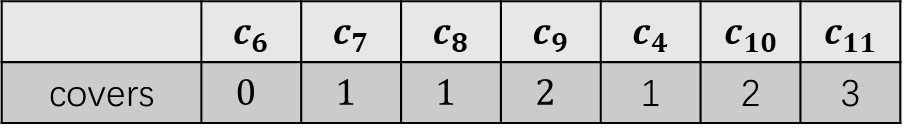 c₆ c₇ c₈ c₉ c₄ c₁₀ c₁₁
covers 0 1 1 2 1 2 3